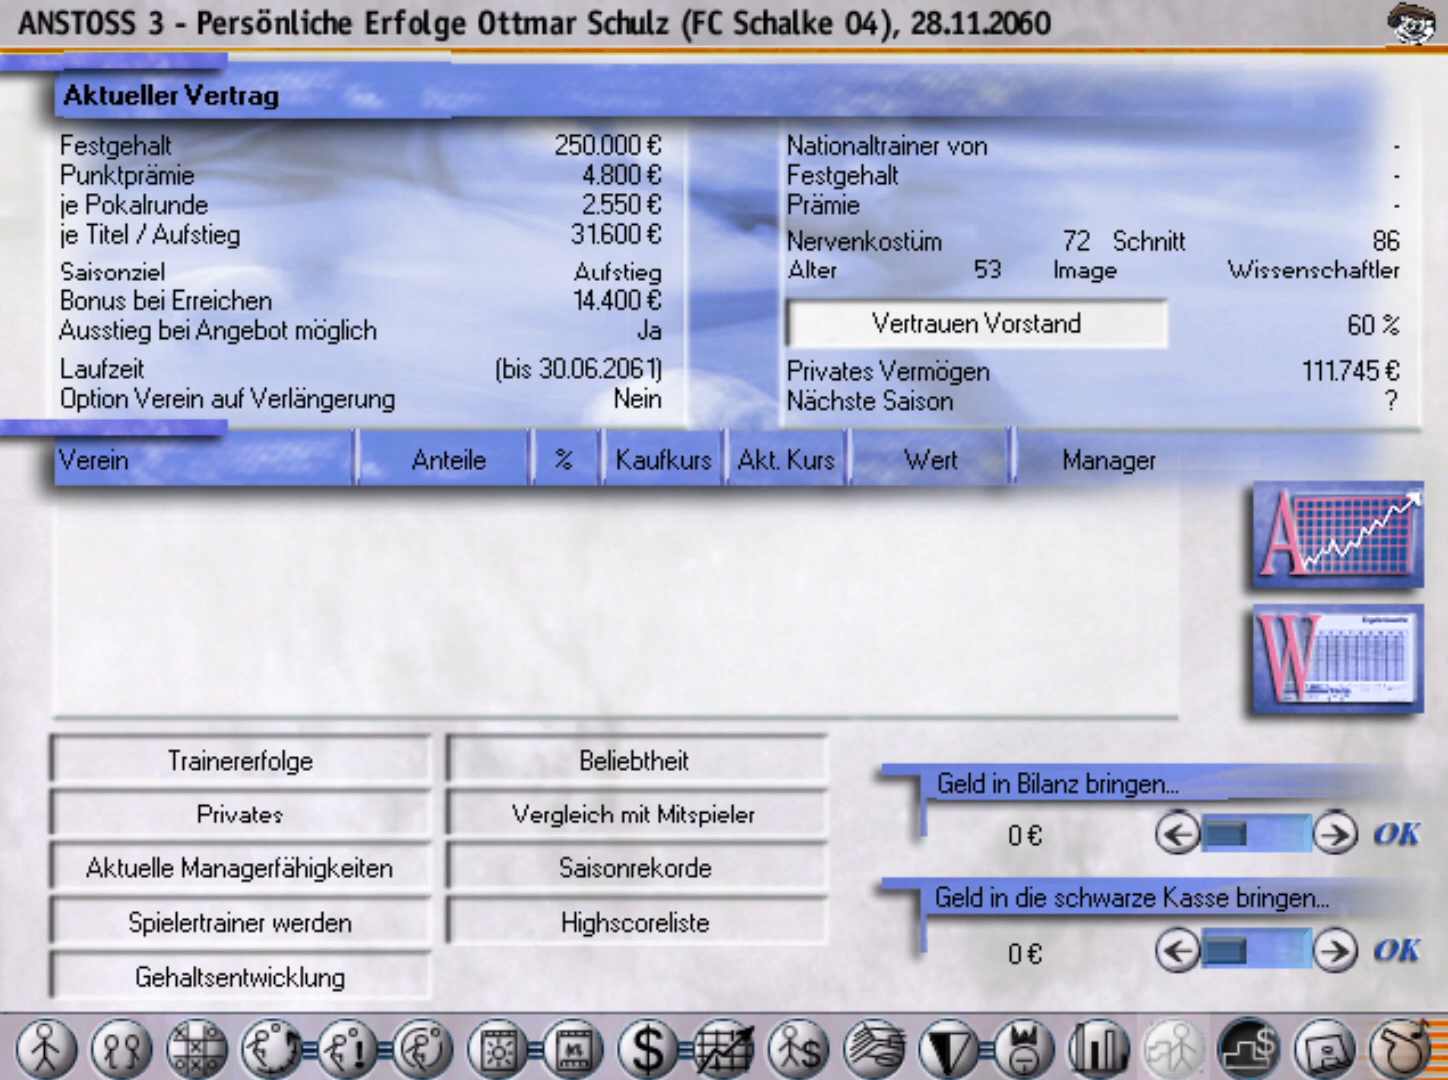 ANSTOSS 3 - Persönliche Erfolge Ottmar Schulz (FC Schalke 04), 28.11.2060
Aktueller Vertrag
Festgehalt 250.000 €
Punktprämie 4.800 €
je Pokalrunde 2.550 €
je Titel / Aufstieg 31.600 €
Saisonziel Aufstieg
Bonus bei Erreichen 14.400 €
Ausstieg bei Angebot möglich Ja
Laufzeit (bis 30.06.2061)
Option Verein auf Verlängerung Nein
Nationaltrainer von -
Festgehalt -
Prämie -
Nervenkostüm 72 Schnitt 86
Alter 53 Image Wissenschaftler
Vertrauen Vorstand 60 %
Privates Vermögen 111.745 €
Nächste Saison ?
Verein Anteile % Kaufkurs Akt. Kurs Wert Manager
A
W
Trainererfolge
Beliebtheit
Privates
Vergleich mit Mitspieler
Aktuelle Managerfähigkeiten
Saisonrekorde
Spielertrainer werden
Highscoreliste
Gehaltsentwicklung
Geld in Bilanz bringen...
0 € OK
Geld in die schwarze Kasse bringen...
0 € OK